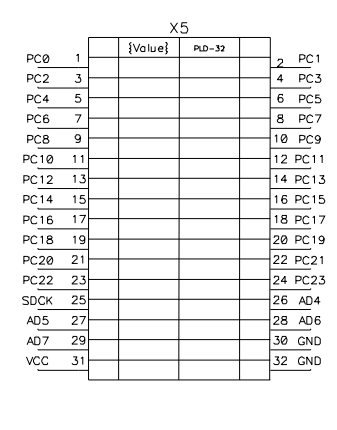 X5
{Value} PLD-32
PC0 1 2 PC1
PC2 3 4 PC3
PC4 5 6 PC5
PC6 7 8 PC7
PC8 9 10 PC9
PC10 11 12 PC11
PC12 13 14 PC13
PC14 15 16 PC15
PC16 17 18 PC17
PC18 19 20 PC19
PC20 21 22 PC21
PC22 23 24 PC23
SDCK 25 26 AD4
AD5 27 28 AD6
AD7 29 30 GND
VCC 31 32 GND